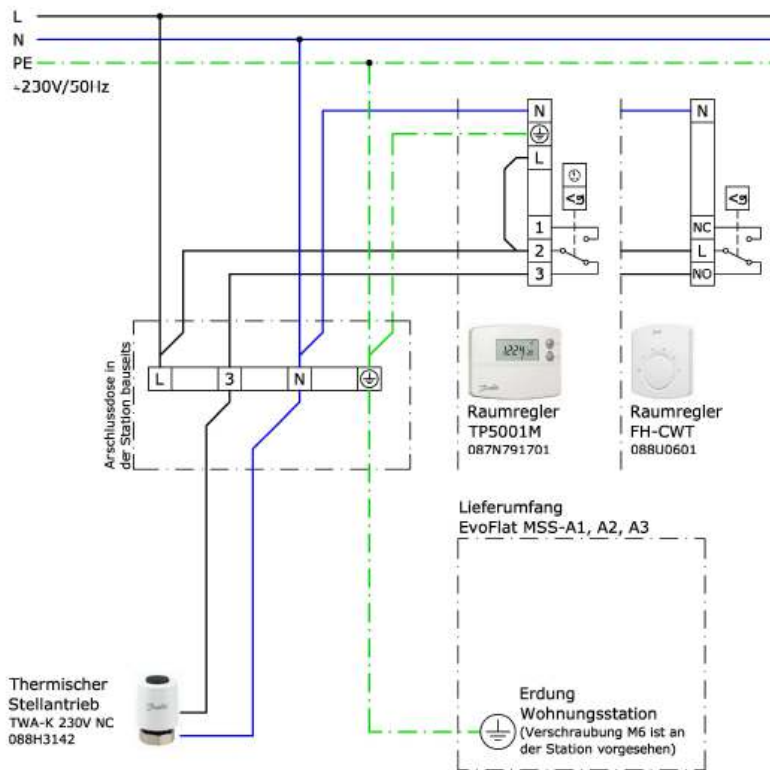 L
N
PE
~230V/50Hz
N
L
1
2
3
N
NC
L
NO
L
3
N
Anschlussdose in
der Station bauseits
Raumregler
TP5001M
087N791701
Raumregler
FH-CWT
088U0601
Lieferumfang
EvoFlat MSS-A1, A2, A3
Thermischer
Stellantrieb
TWA-K 230V NC
088H3142
Danfoss
Erdung
Wohnungsstation
(Verschraubung M6 ist an
der Station vorgesehen)